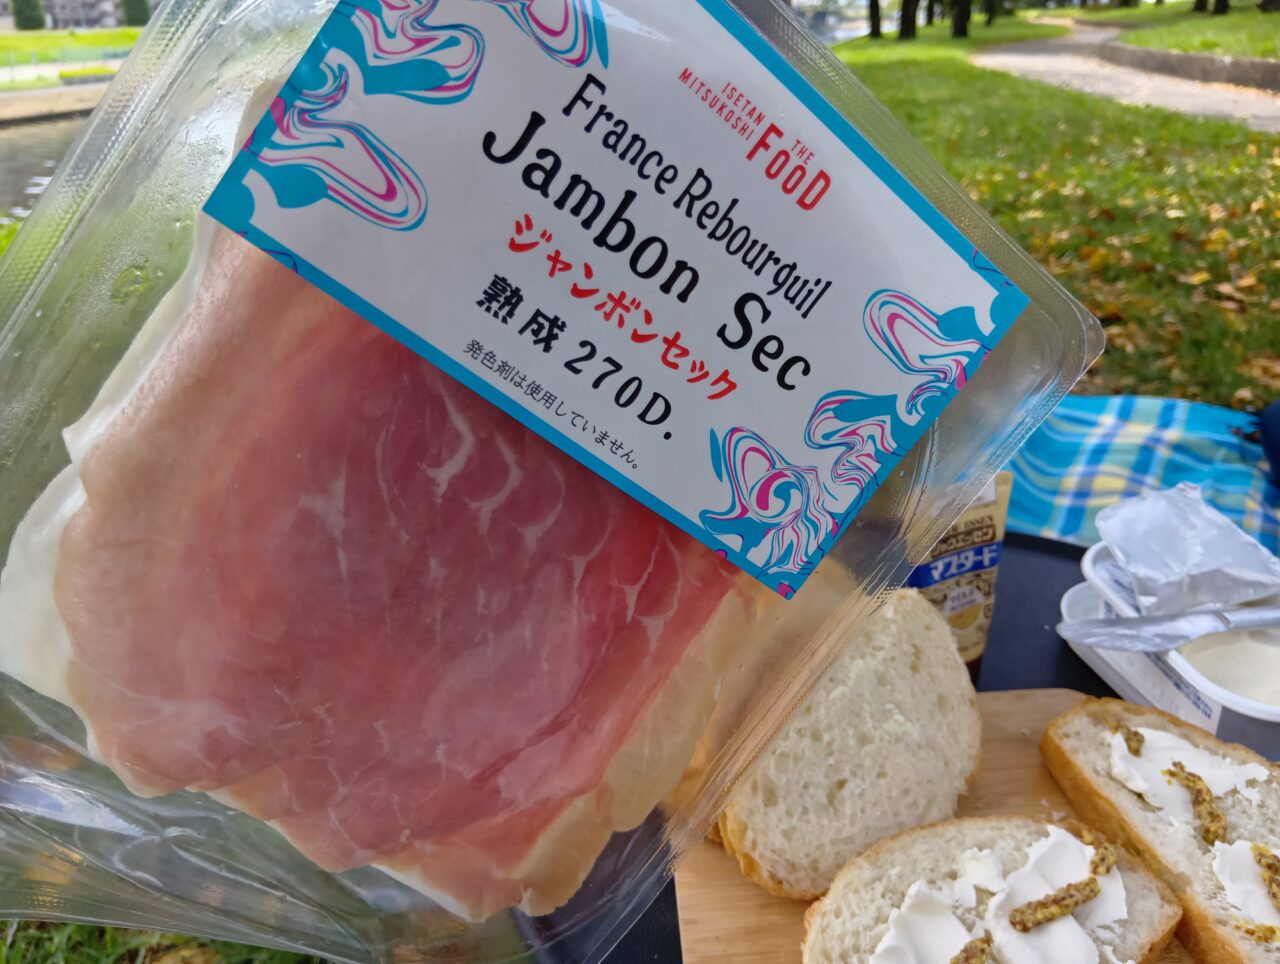 ISETAN
MITSUKOSHI
THE
FOOD
France Rebourguil
Jambon Sec
ジャンボンセック
熟成 270D.
発色剤は使用していません。
マスタード